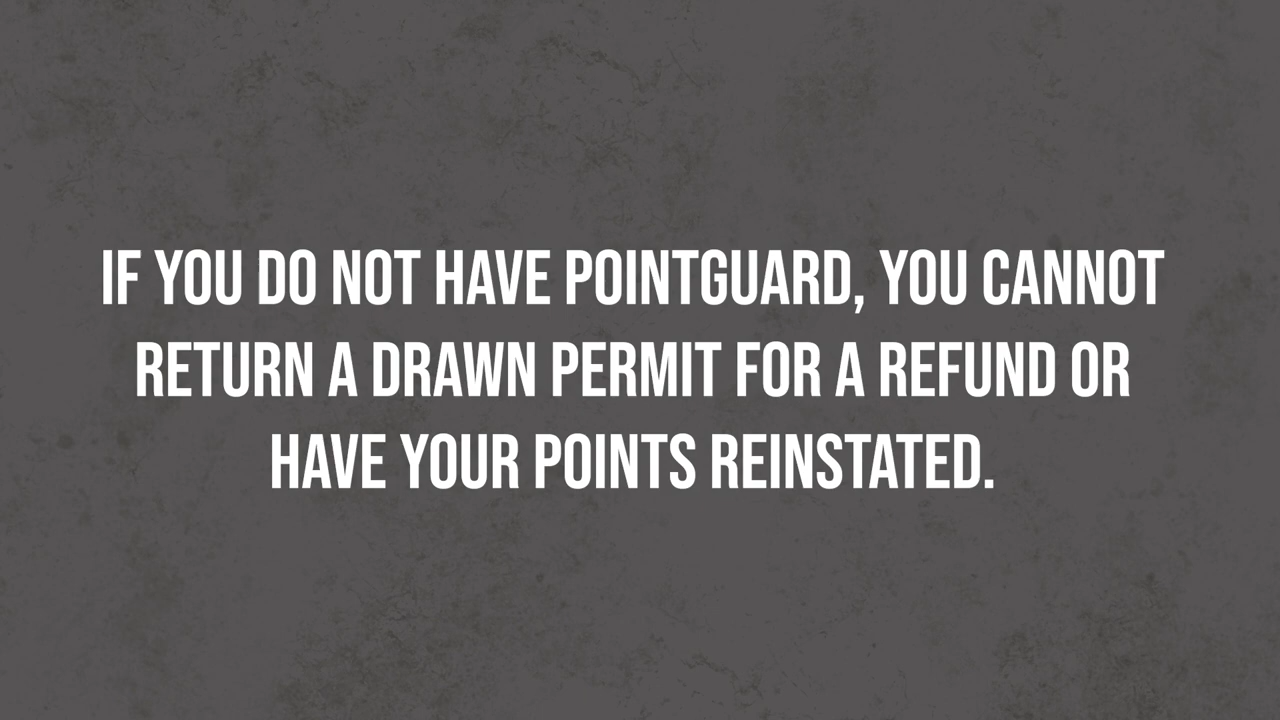 IF YOU DO NOT HAVE POINTGUARD, YOU CANNOT
RETURN A DRAWN PERMIT FOR A REFUND OR
HAVE YOUR POINTS REINSTATED.